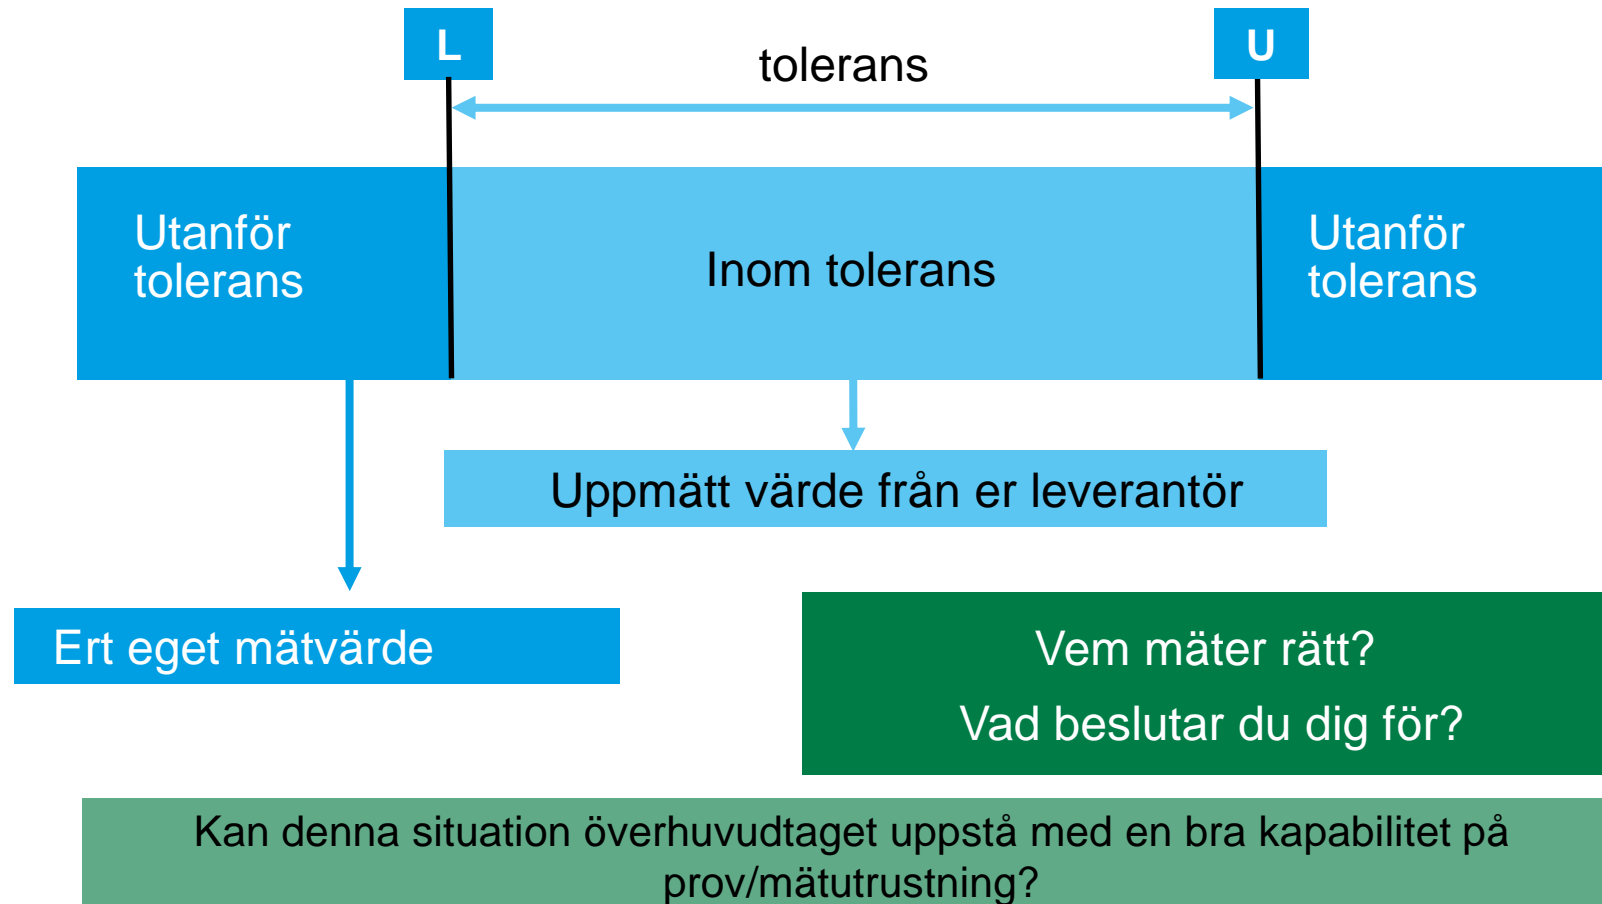 L
tolerans
U
Utanför
tolerans
Inom tolerans
Utanför
tolerans
Uppmätt värde från er leverantör
Ert eget mätvärde
Vem mäter rätt?
Vad beslutar du dig för?
Kan denna situation överhuvudtaget uppstå med en bra kapabilitet på
prov/mätutrustning?